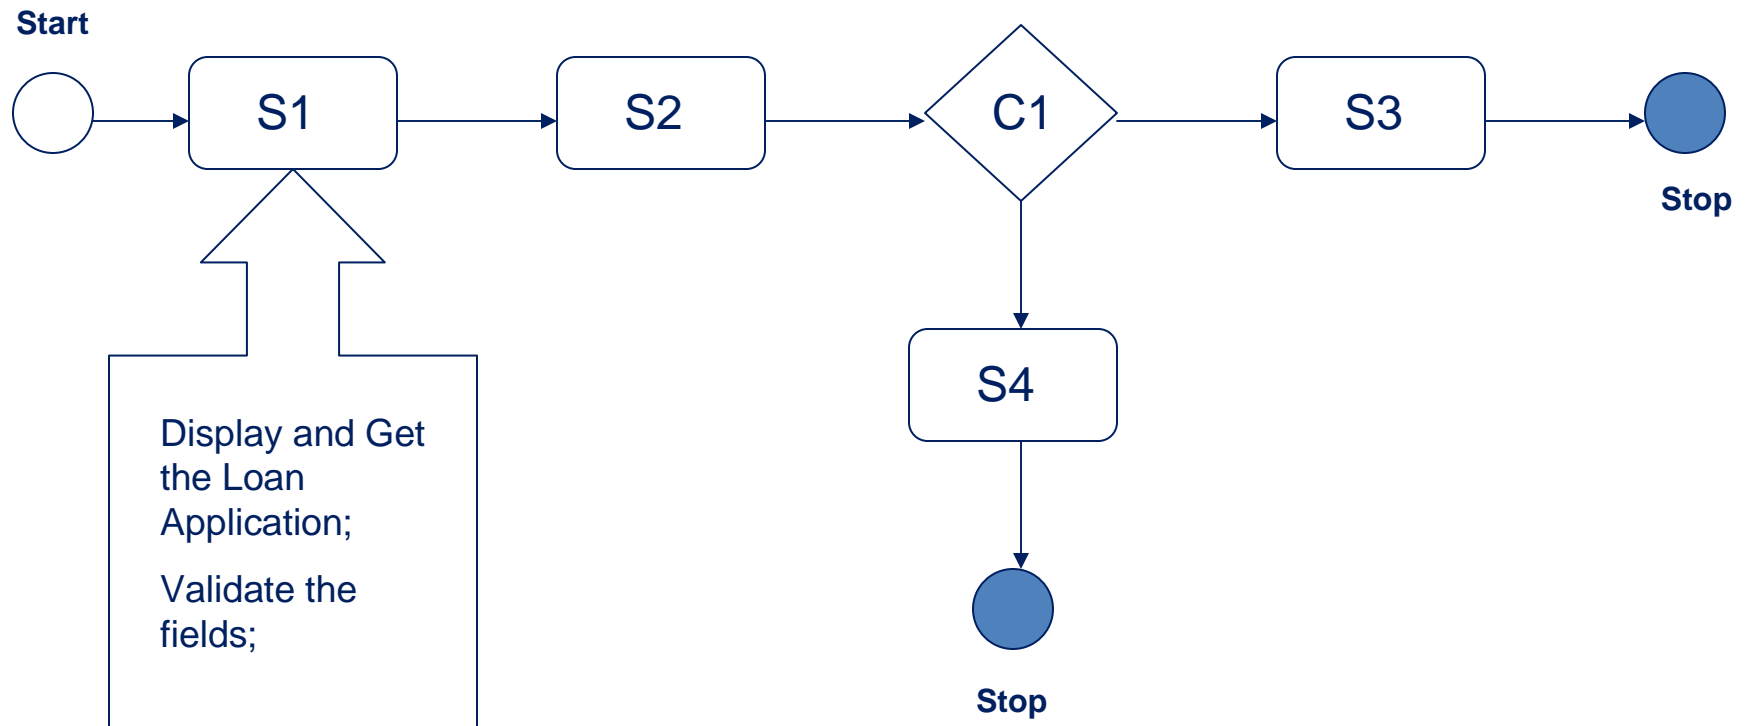 Start
S1
S2
C1
S3
Stop
S4
Display and Get
the Loan
Application;
Validate the
fields;
Stop